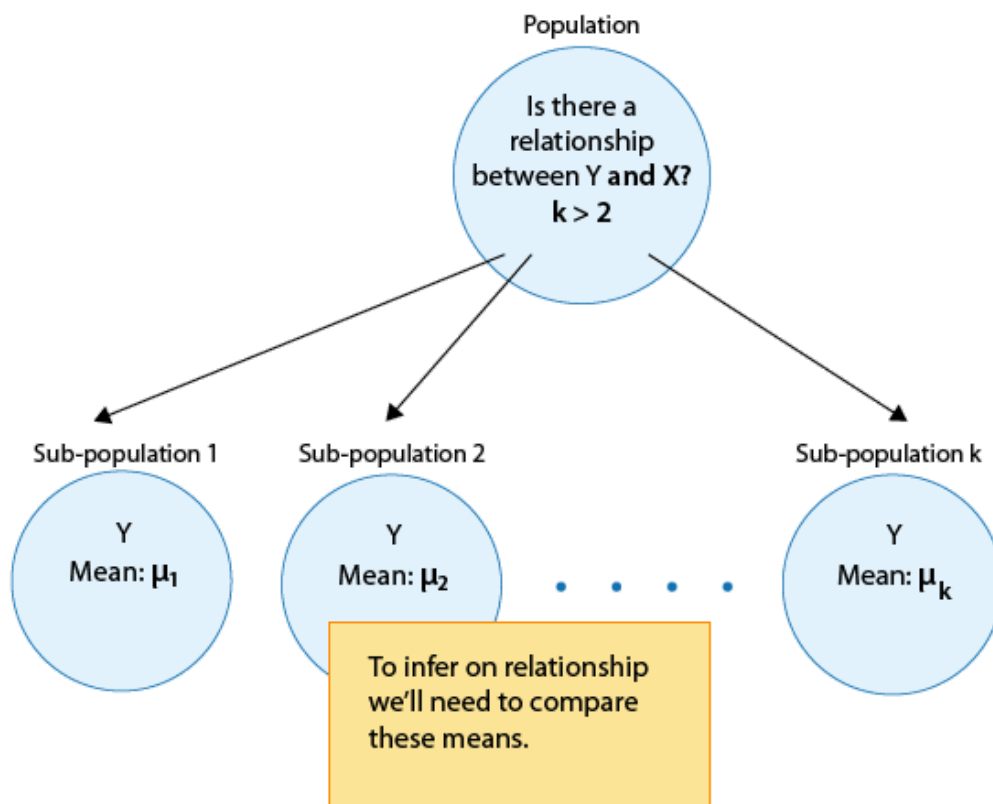 Population
Is there a
relationship
between Y and X?
k > 2
Sub-population 1
Sub-population 2
Sub-population k
Y
Mean: μ1
Y
Mean: μ2
Y
Mean: μk
To infer on relationship
we'll need to compare
these means.